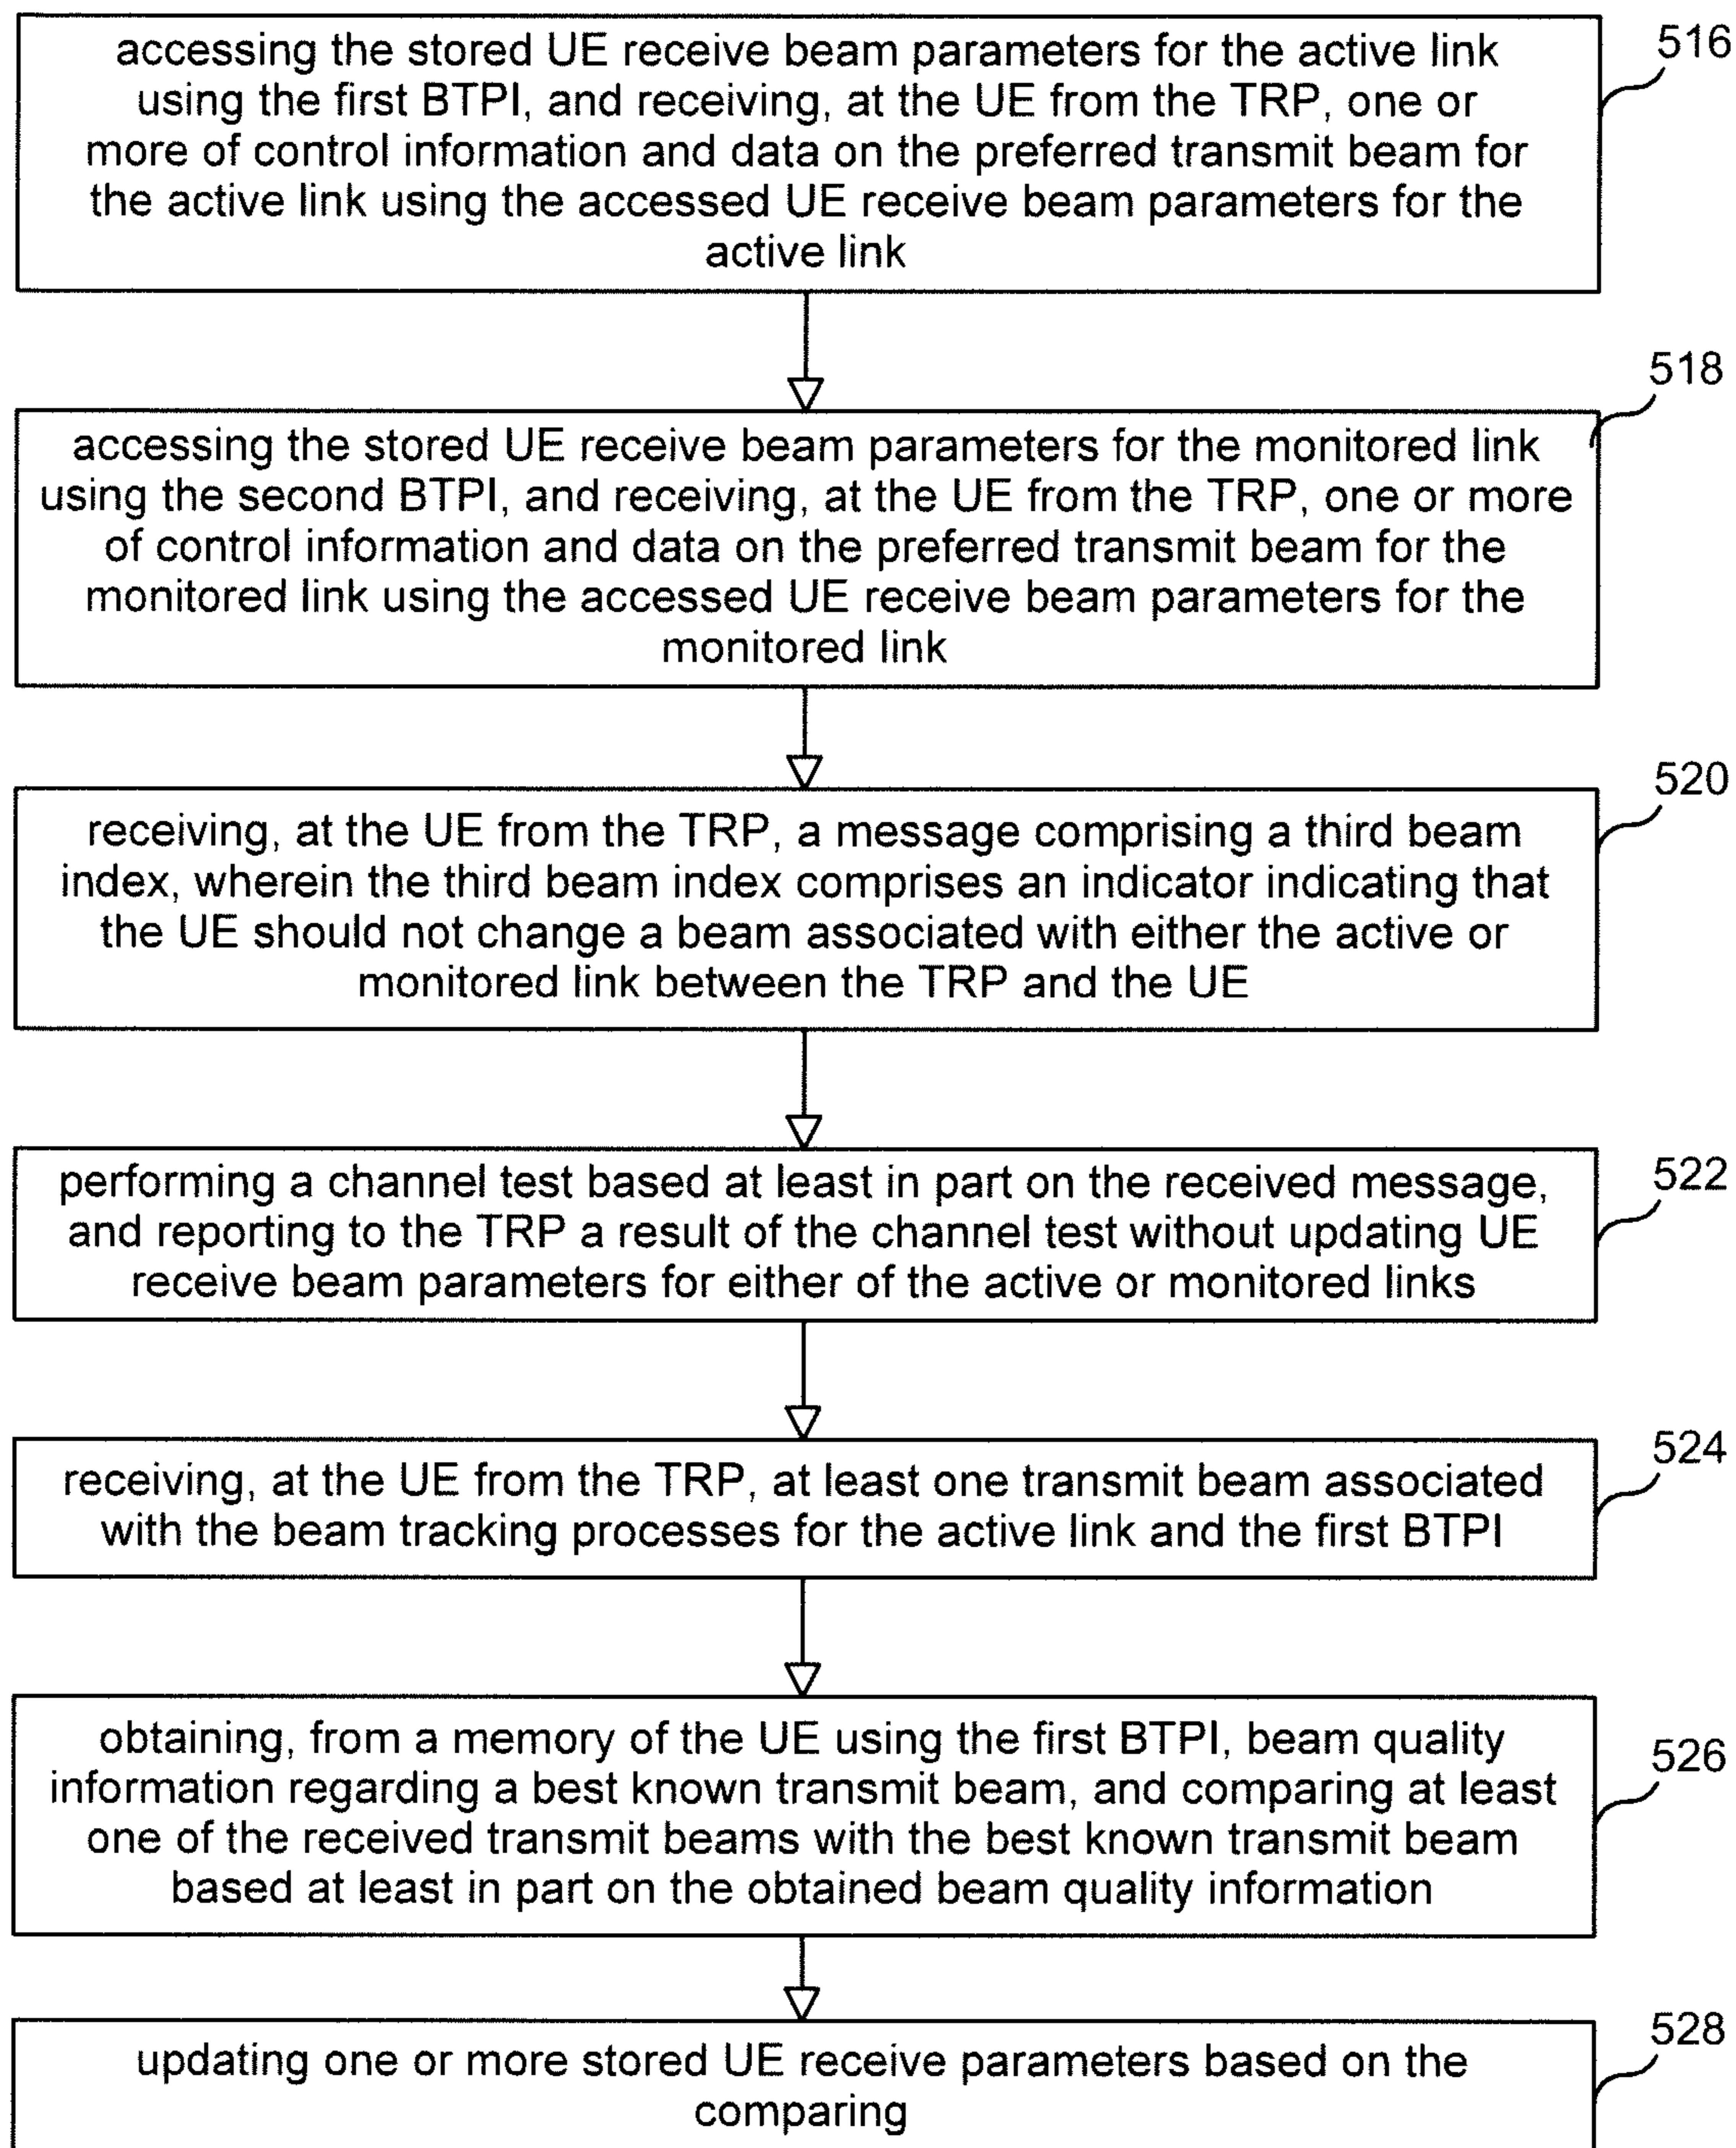 accessing the stored UE receive beam parameters for the active link
using the first BTPI, and receiving, at the UE from the TRP, one or
more of control information and data on the preferred transmit beam for
the active link using the accessed UE receive beam parameters for the
active link
516
accessing the stored UE receive beam parameters for the monitored link
using the second BTPI, and receiving, at the UE from the TRP, one or more
of control information and data on the preferred transmit beam for the
monitored link using the accessed UE receive beam parameters for the
monitored link
518
receiving, at the UE from the TRP, a message comprising a third beam
index, wherein the third beam index comprises an indicator indicating that
the UE should not change a beam associated with either the active or
monitored link between the TRP and the UE
520
performing a channel test based at least in part on the received message,
and reporting to the TRP a result of the channel test without updating UE
receive beam parameters for either of the active or monitored links
522
receiving, at the UE from the TRP, at least one transmit beam associated
with the beam tracking processes for the active link and the first BTPI
524
obtaining, from a memory of the UE using the first BTPI, beam quality
information regarding a best known transmit beam, and comparing at least
one of the received transmit beams with the best known transmit beam
based at least in part on the obtained beam quality information
526
updating one or more stored UE receive parameters based on the
comparing
528